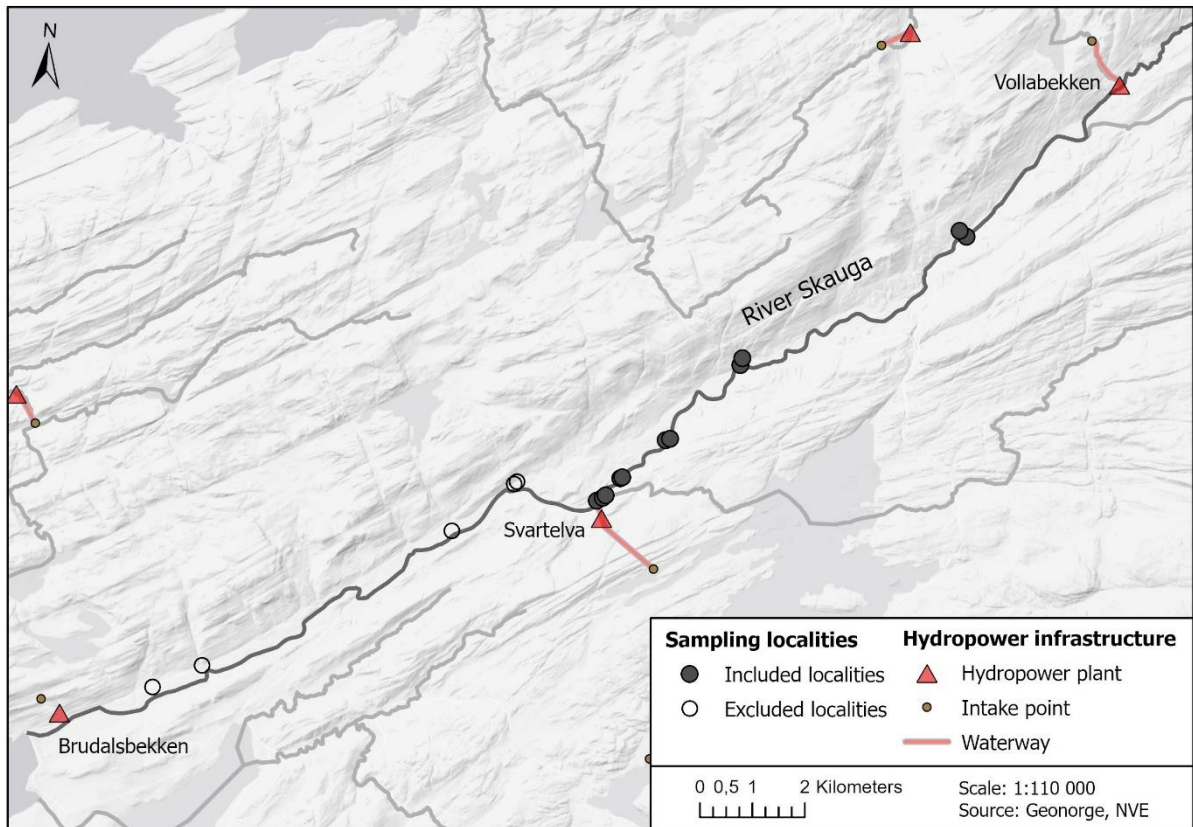 N
Vollabekken
River Skauga
Svartelva
Brudalsbekken
Sampling localities
Included localities
Excluded localities
Hydropower infrastructure
Hydropower plant
Intake point
Waterway
0 0,5 1 2 Kilometers
Scale: 1:110 000
Source: Geonorge, NVE